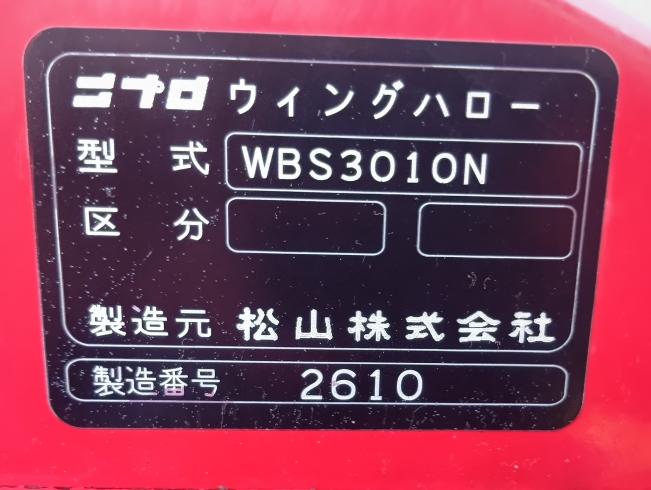 ニプロ ウィングハロー
型式 WBS3010N
区分
製造元 松山株式会社
製造番号 2610